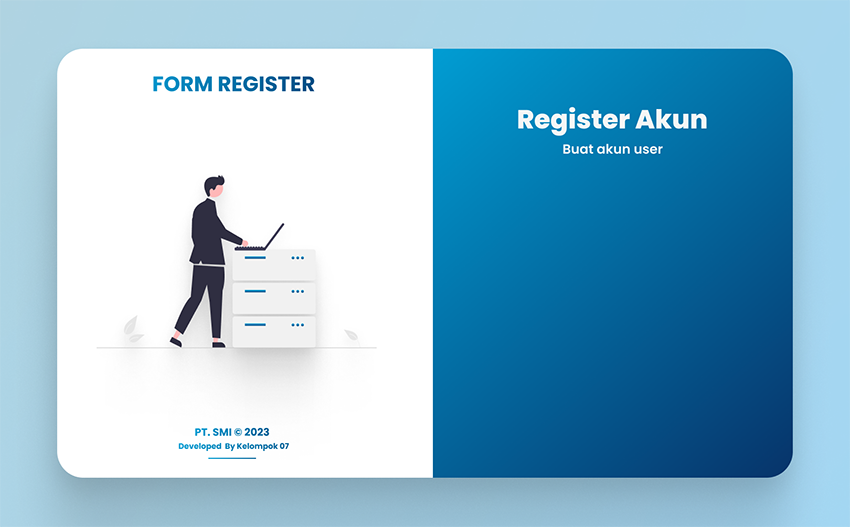 FORM REGISTER
Register Akun
Buat akun user
PT. SMI © 2023
Developed By Kelompok 07